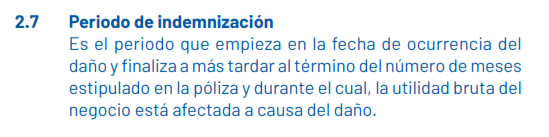 2.7 Periodo de indemnización
Es el periodo que empieza en la fecha de ocurrencia del
daño y finaliza a más tardar al término del número de meses
estipulado en la póliza y durante el cual, la utilidad bruta del
negocio está afectada a causa del daño.